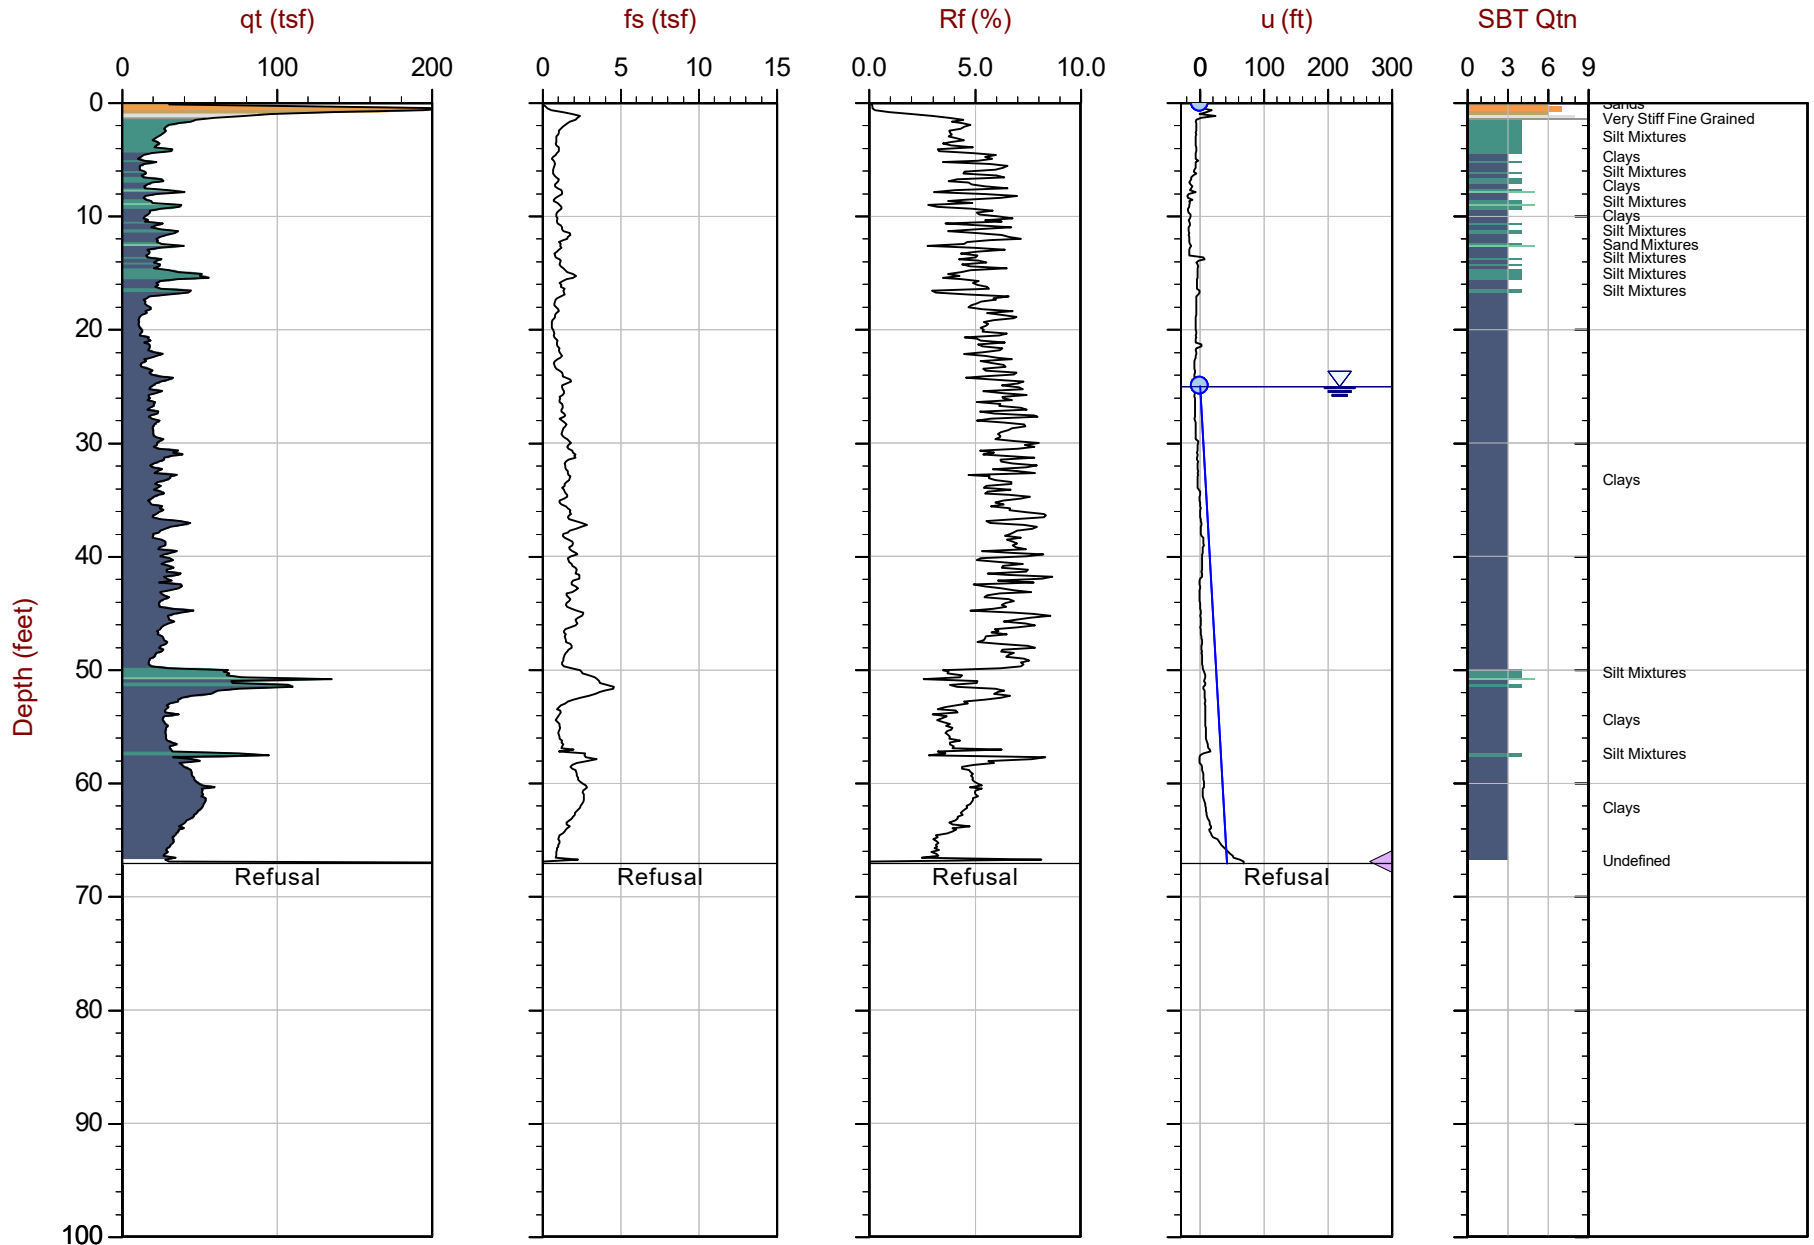 qt (tsf) fs (tsf) Rf (%) u (ft) SBT Qtn
0 100 200 0 5 10 15 0.0 5.0 10.0 0 100 200 300 0 3 6 9
0
Sands
Very Stiff Fine Grained
Silt Mixtures
Clays
Silt Mixtures
Clays
Silt Mixtures
10
Clays
Silt Mixtures
Sand Mixtures
Silt Mixtures
Silt Mixtures
Silt Mixtures
20
30
Clays
40
Depth (feet)
50
Silt Mixtures
Clays
Silt Mixtures
60
Clays
Undefined
Refusal Refusal Refusal Refusal
70
80
90
100